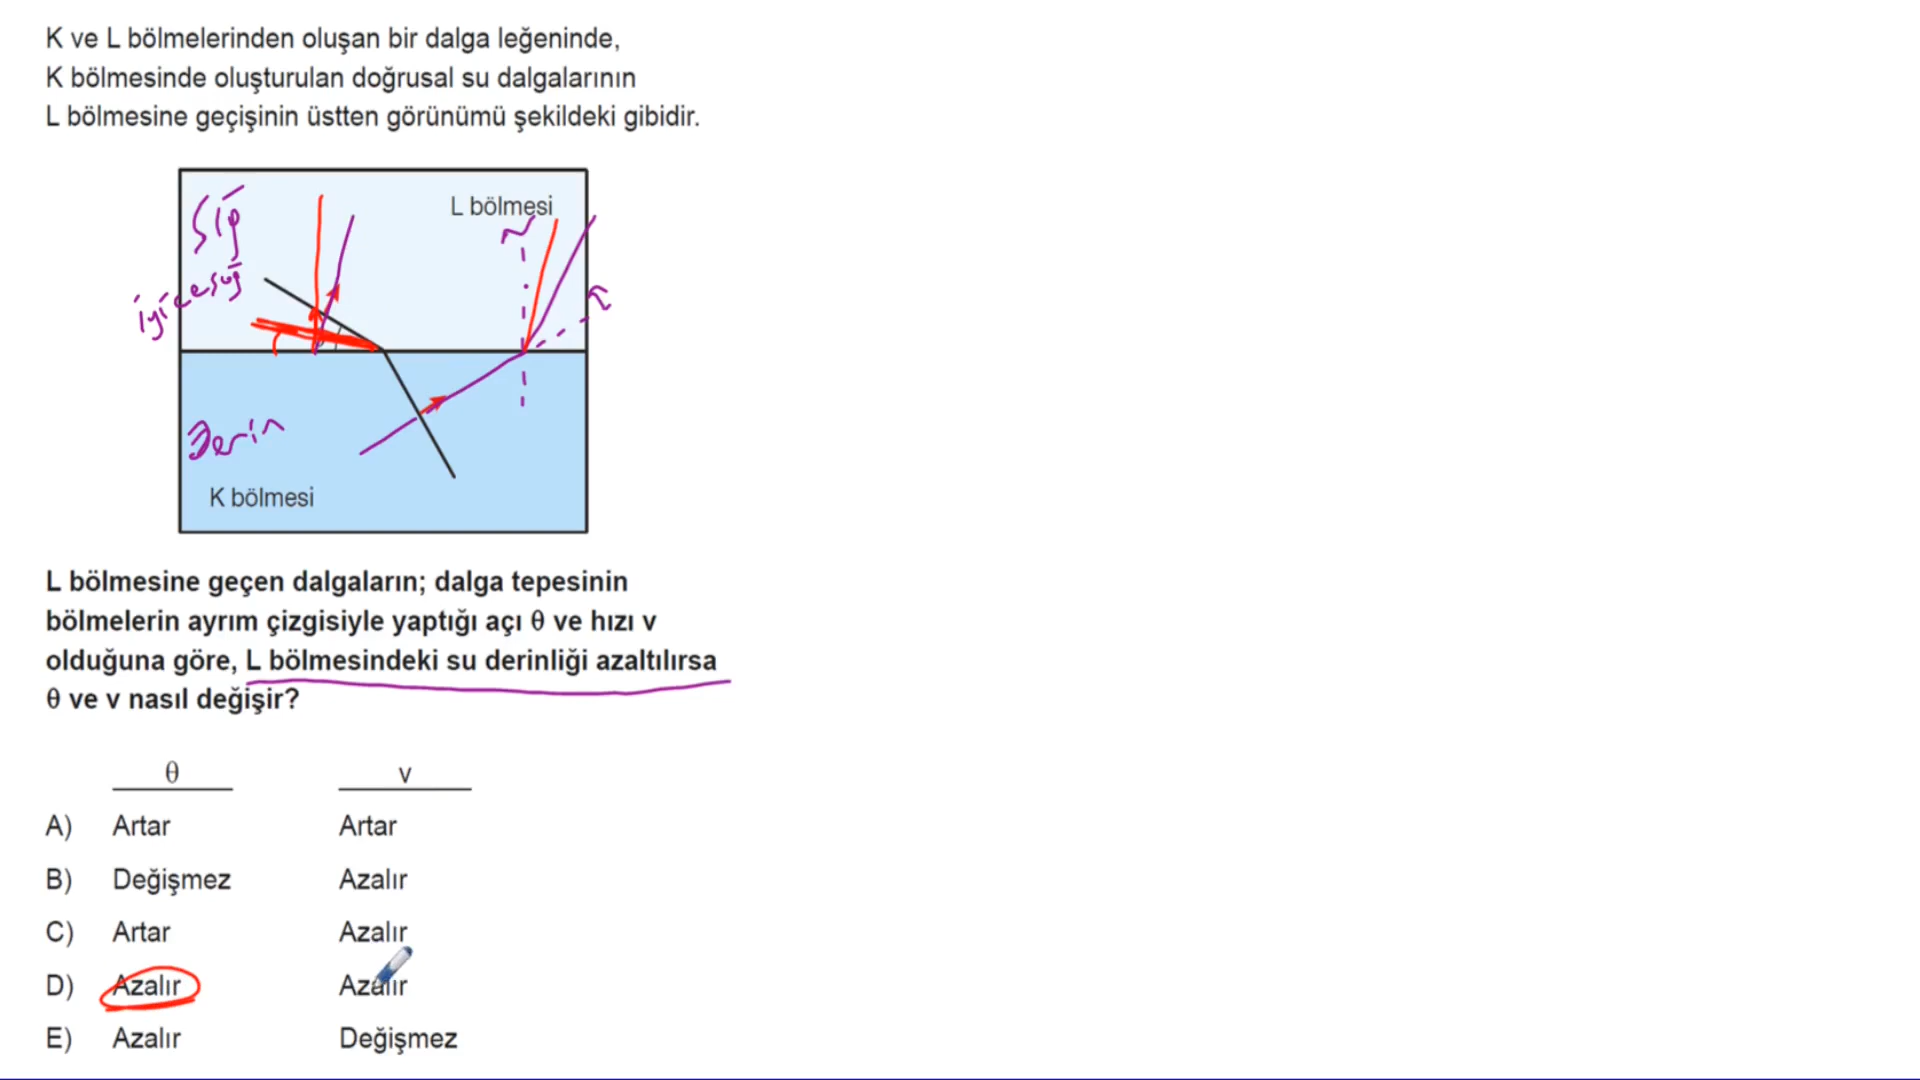 K ve L bölmelerinden oluşan bir dalga leğeninde,
K bölmesinde oluşturulan doğrusal su dalgalarının
L bölmesine geçişinin üstten görünümü şekildeki gibidir.
L bölmesi
Sığ
iyice sığ
Derin
K bölmesi
L bölmesine geçen dalgaların; dalga tepesinin
bölmelerin ayrım çizgisiyle yaptığı açı θ ve hızı v
olduğuna göre, L bölmesindeki su derinliği azaltılırsa
θ ve v nasıl değişir?
θ v
A) Artar Artar
B) Değişmez Azalır
C) Artar Azalır
D) Azalır Azalır
E) Azalır Değişmez